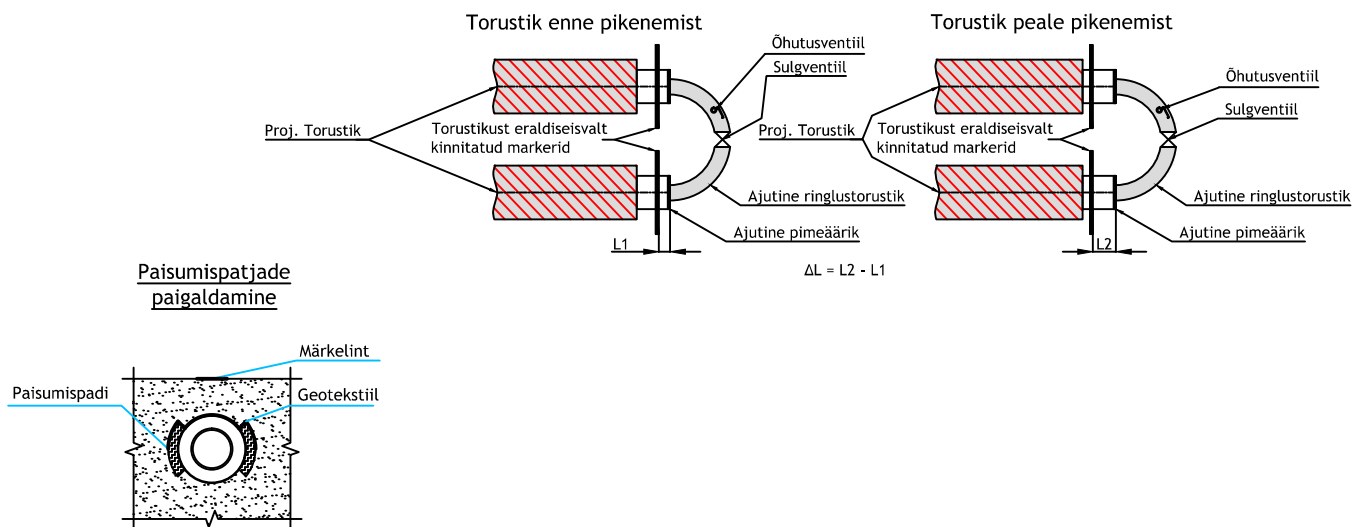 Torustik enne pikenemist
Torustik peale pikenemist
Õhutusventiil
Sulgventiil
Proj. Torustik
Torustikust eraldiseisvalt
kinnitatud markerid
Ajutine ringlustorustik
Ajutine pimeäärik
L1
Õhutusventiil
Sulgventiil
Proj. Torustik
Torustikust eraldiseisvalt
kinnitatud markerid
Ajutine ringlustorustik
Ajutine pimeäärik
L2
ΔL = L2 - L1
Paisumispatjade
paigaldamine
Märkelint
Paisumispadi
Geotekstiil